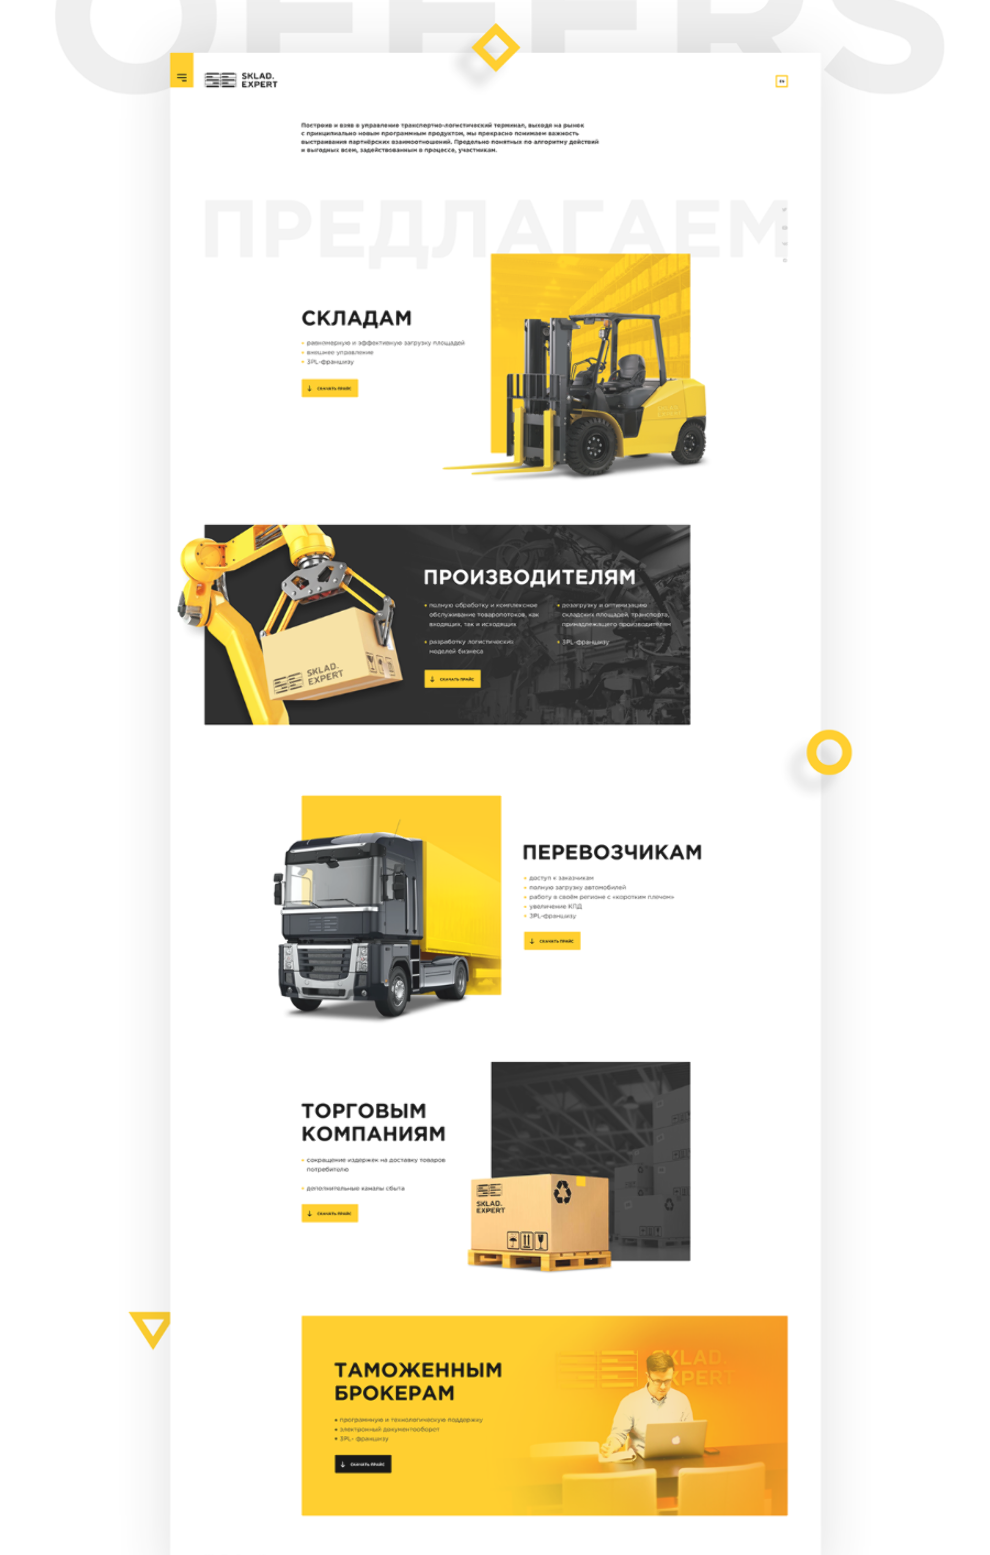 OFFERS
SKLAD.
EXPERT
EN
Построив и взяв в управление транспортно-логистический терминал, выходя на рынок
с принципиально новым программным продуктом, мы прекрасно понимаем важность
выстраивания партнёрских взаимоотношений. Предельно понятных по алгоритму действий
и выгодных всем, задействованным в процессе, участникам.
ПРЕДЛАГАЕМ
СКЛАДАМ
равномерную и эффективную загрузку площадей
внешнее управление
3PL-франшизу
СКАЧАТЬ ПРАЙС
SKLAD.
EXPERT
ПРОИЗВОДИТЕЛЯМ
полную обработку и комплексное
обслуживание товаропотоков, как
входящих, так и исходящих
разработку логистических
моделей бизнеса
разгрузку и оптимизацию
складских площадей, транспорта,
принадлежащего производителям
3PL-франшизу
СКАЧАТЬ ПРАЙС
SKLAD.
EXPERT
ПЕРЕВОЗЧИКАМ
доступ к заказчикам
полную загрузку автомобилей
работу в своём регионе с «коротким плечом»
увеличение КПД
3PL-франшизу
СКАЧАТЬ ПРАЙС
ТОРГОВЫМ
КОМПАНИЯМ
сокращение издержек на доставку товаров
потребителю
дополнительные каналы сбыта
СКАЧАТЬ ПРАЙС
SKLAD.
EXPERT
ТАМОЖЕННЫМ
БРОКЕРАМ
программную и технологическую поддержку
электронный документооборот
3PL- франшизу
СКАЧАТЬ ПРАЙС
SKLAD.
EXPERT